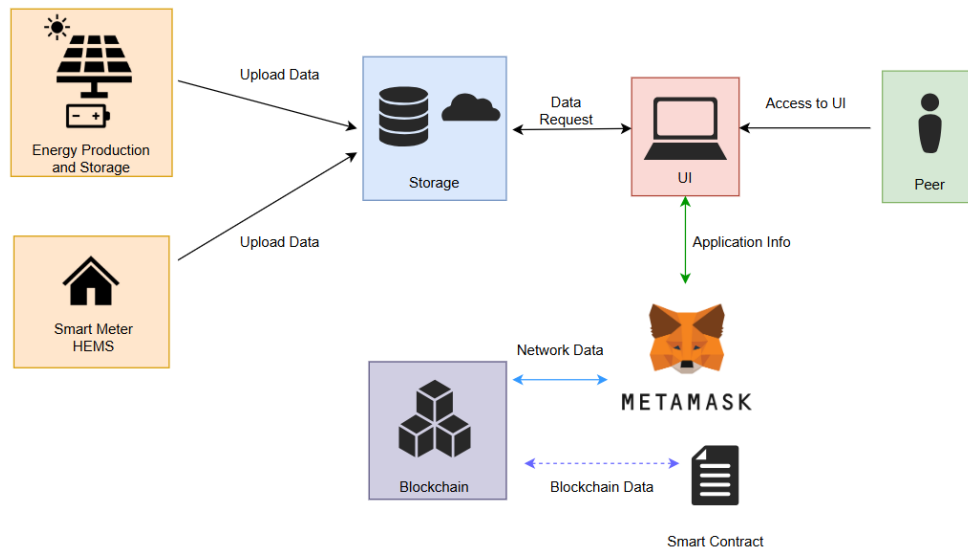 Upload Data
Energy Production
and Storage
Storage
Data
Request
UI
Access to UI
Peer
Upload Data
Smart Meter
HEMS
Application Info
METAMASK
Network Data
Blockchain
Blockchain Data
Smart Contract